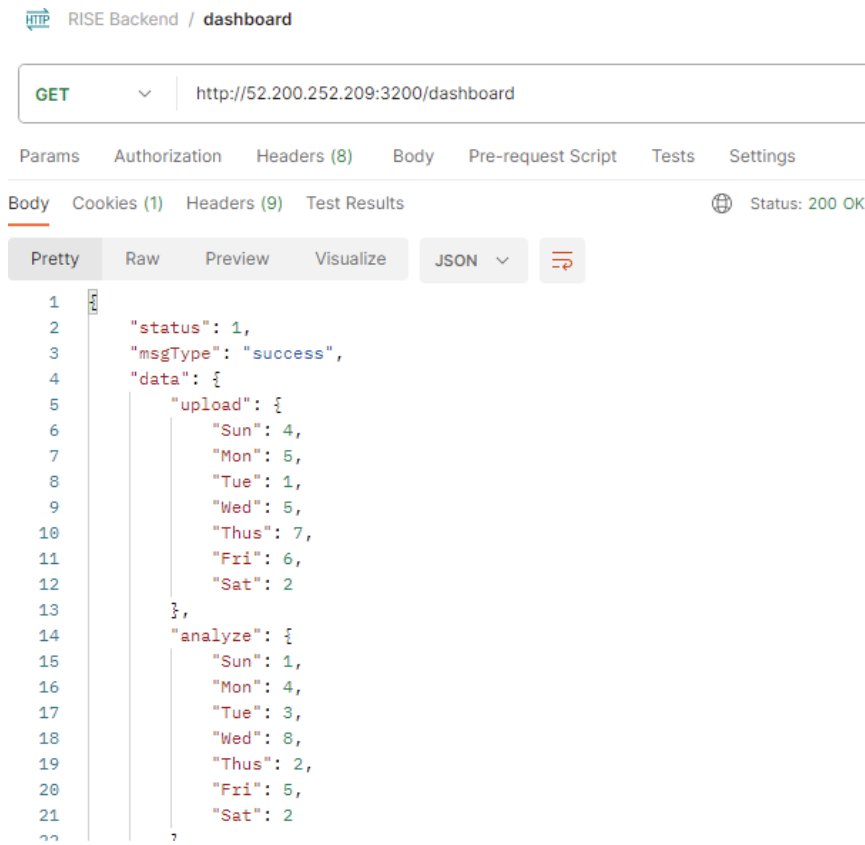 HTTP RISE Backend / dashboard
GET http://52.200.252.209:3200/dashboard
Params Authorization Headers (8) Body Pre-request Script Tests Settings
Body Cookies (1) Headers (9) Test Results Status: 200 OK
Pretty Raw Preview Visualize JSON
1 {
2 "status": 1,
3 "msgType": "success",
4 "data": {
5 "upload": {
6 "Sun": 4,
7 "Mon": 5,
8 "Tue": 1,
9 "Wed": 5,
10 "Thus": 7,
11 "Fri": 6,
12 "Sat": 2
13 },
14 "analyze": {
15 "Sun": 1,
16 "Mon": 4,
17 "Tue": 3,
18 "Wed": 8,
19 "Thus": 2,
20 "Fri": 5,
21 "Sat": 2